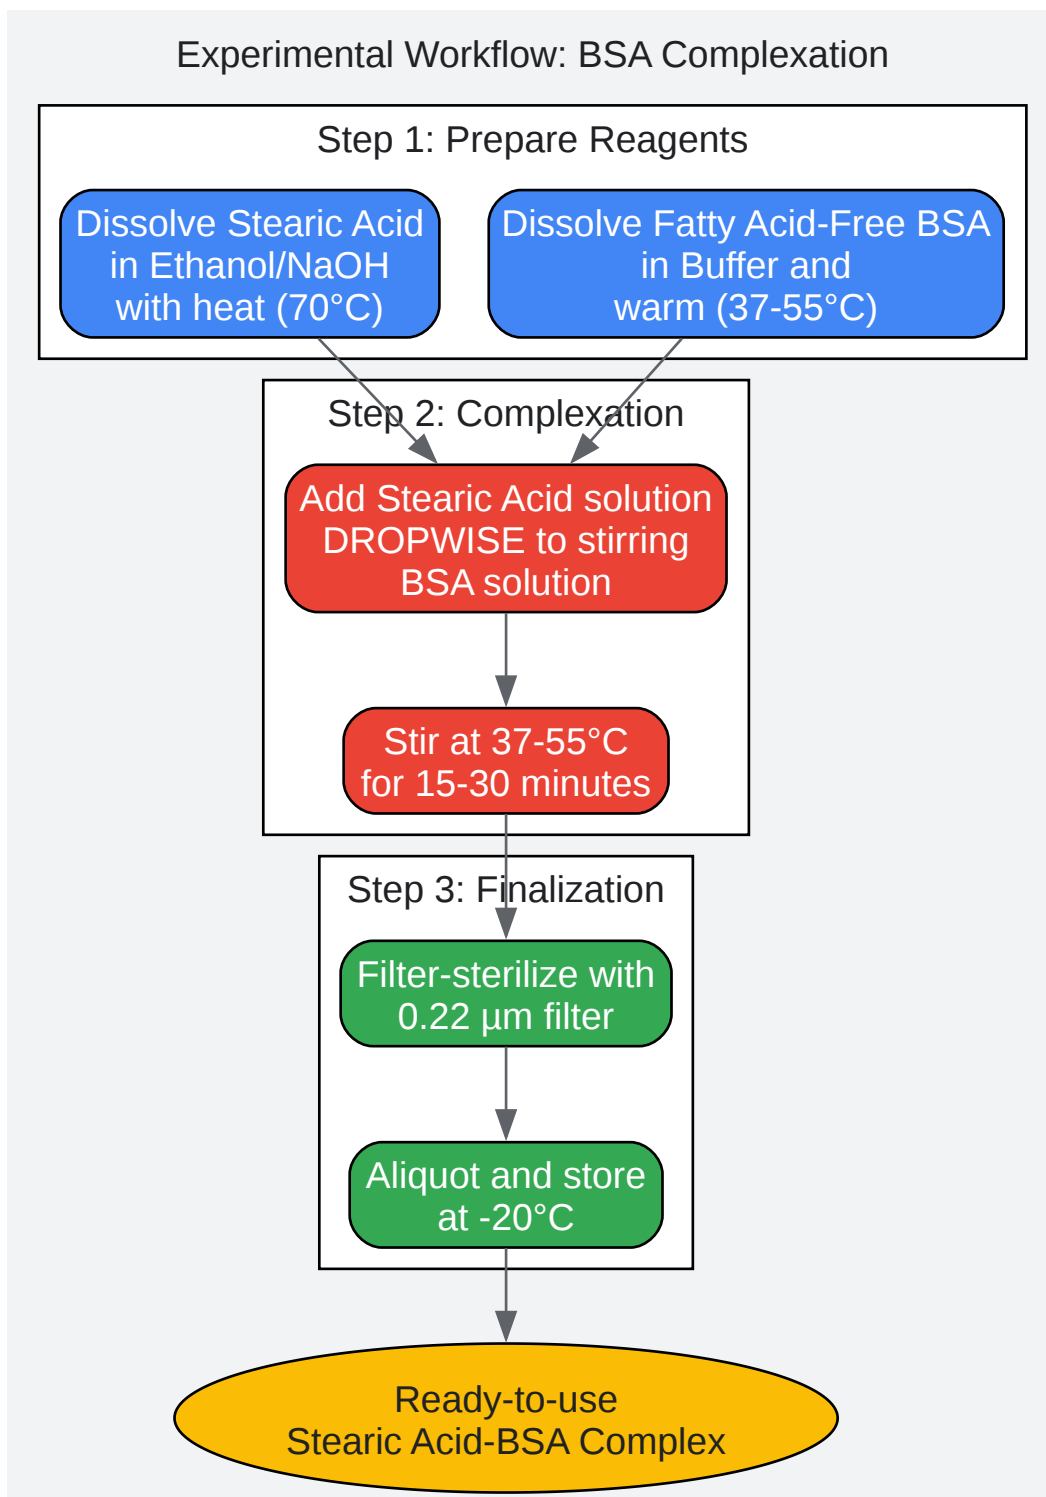 Experimental Workflow: BSA Complexation
Step 1: Prepare Reagents
Dissolve Stearic Acid
in Ethanol/NaOH
with heat (70°C)
Dissolve Fatty Acid-Free BSA
in Buffer and
warm (37-55°C)
Step 2: Complexation
Add Stearic Acid solution
DROPWISE to stirring
BSA solution
Stir at 37-55°C
for 15-30 minutes
Step 3: Finalization
Filter-sterilize with
0.22 µm filter
Aliquot and store
at -20°C
Ready-to-use
Stearic Acid-BSA Complex